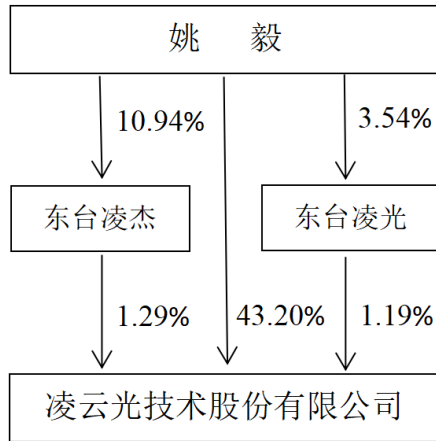 姚 毅
10.94%
3.54%
东台凌杰
东台凌光
1.29%
43.20%
1.19%
凌云光技术股份有限公司